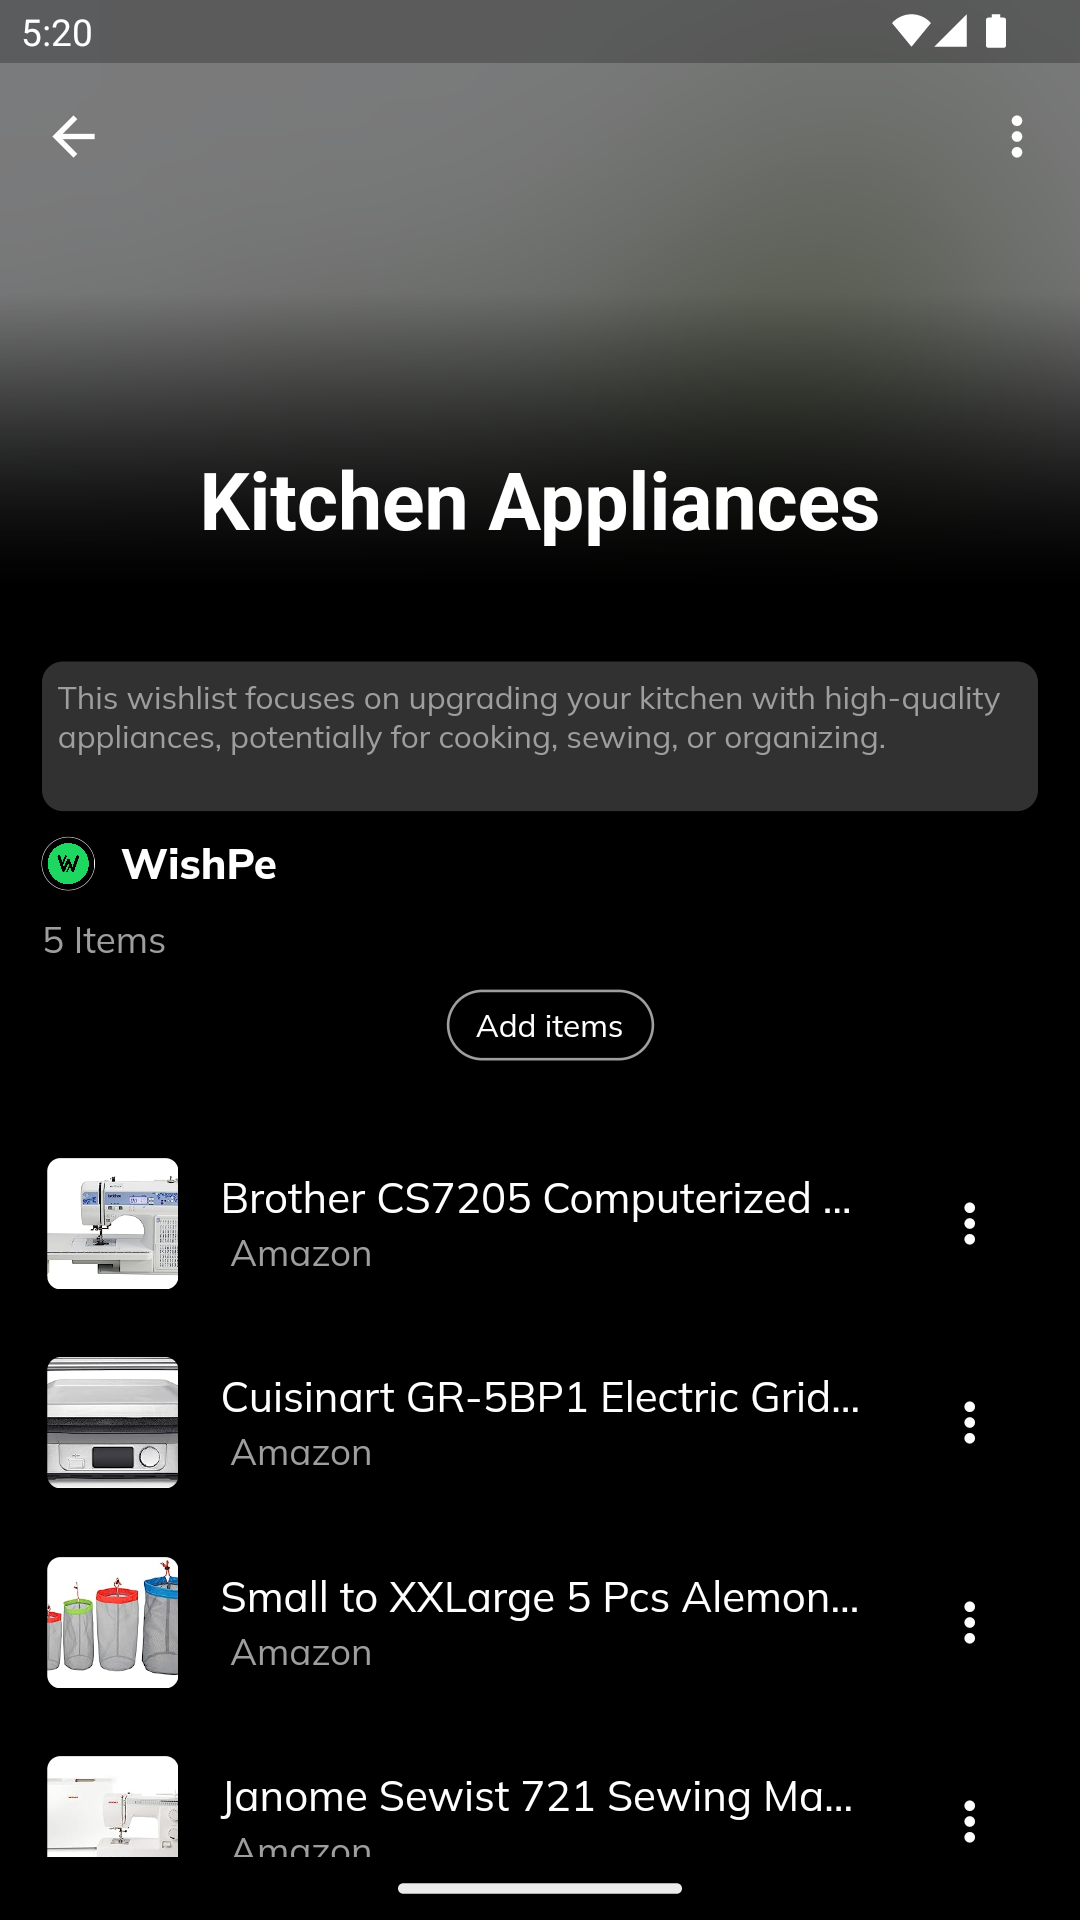 5:20
Kitchen Appliances
This wishlist focuses on upgrading your kitchen with high-quality
appliances, potentially for cooking, sewing, or organizing.
W WishPe
5 Items
Add items
Brother CS7205 Computerized ...
Amazon
Cuisinart GR-5BP1 Electric Grid...
Amazon
Small to XXLarge 5 Pcs Alemon...
Amazon
Janome Sewist 721 Sewing Ma...
Amazon